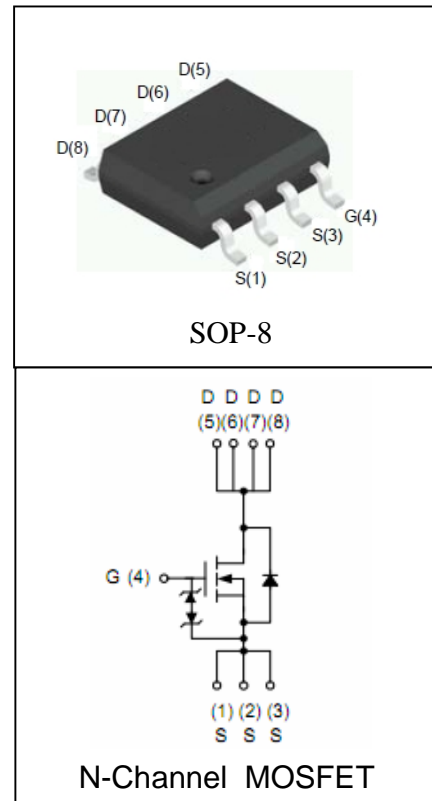 D(5)
D(6)
D(7)
D(8)
G(4)
S(3)
S(2)
S(1)
SOP-8
D D D D
(5)(6)(7)(8)
G (4)
(1) (2) (3)
S S S
N-Channel MOSFET